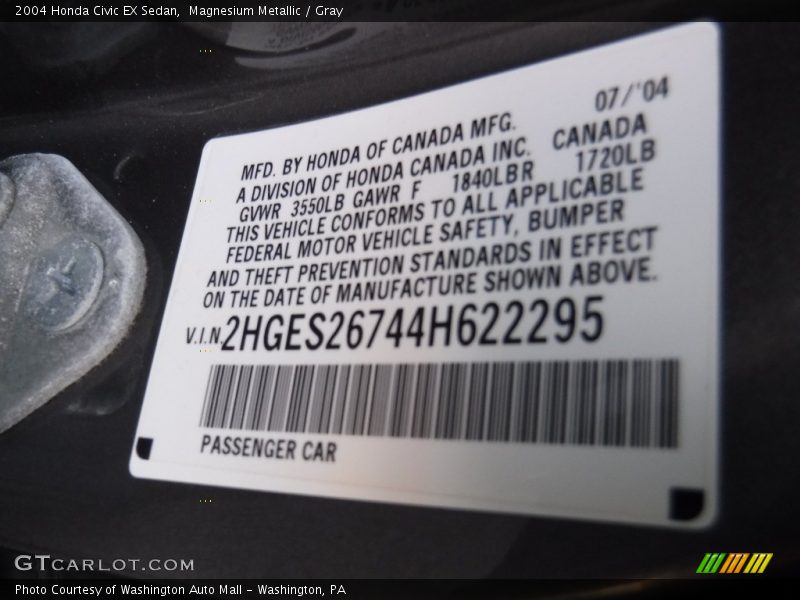 2004 Honda Civic EX Sedan, Magnesium Metallic / Gray
07/'04
MFD. BY HONDA OF CANADA MFG.
A DIVISION OF HONDA CANADA INC. CANADA
GVWR 3550LB GAWR F 1840LB R 1720LB
THIS VEHICLE CONFORMS TO ALL APPLICABLE
FEDERAL MOTOR VEHICLE SAFETY, BUMPER
AND THEFT PREVENTION STANDARDS IN EFFECT
ON THE DATE OF MANUFACTURE SHOWN ABOVE.
V.I.N. 2HGES26744H622295
PASSENGER CAR
GTCARLOT.COM
Photo Courtesy of Washington Auto Mall - Washington, PA